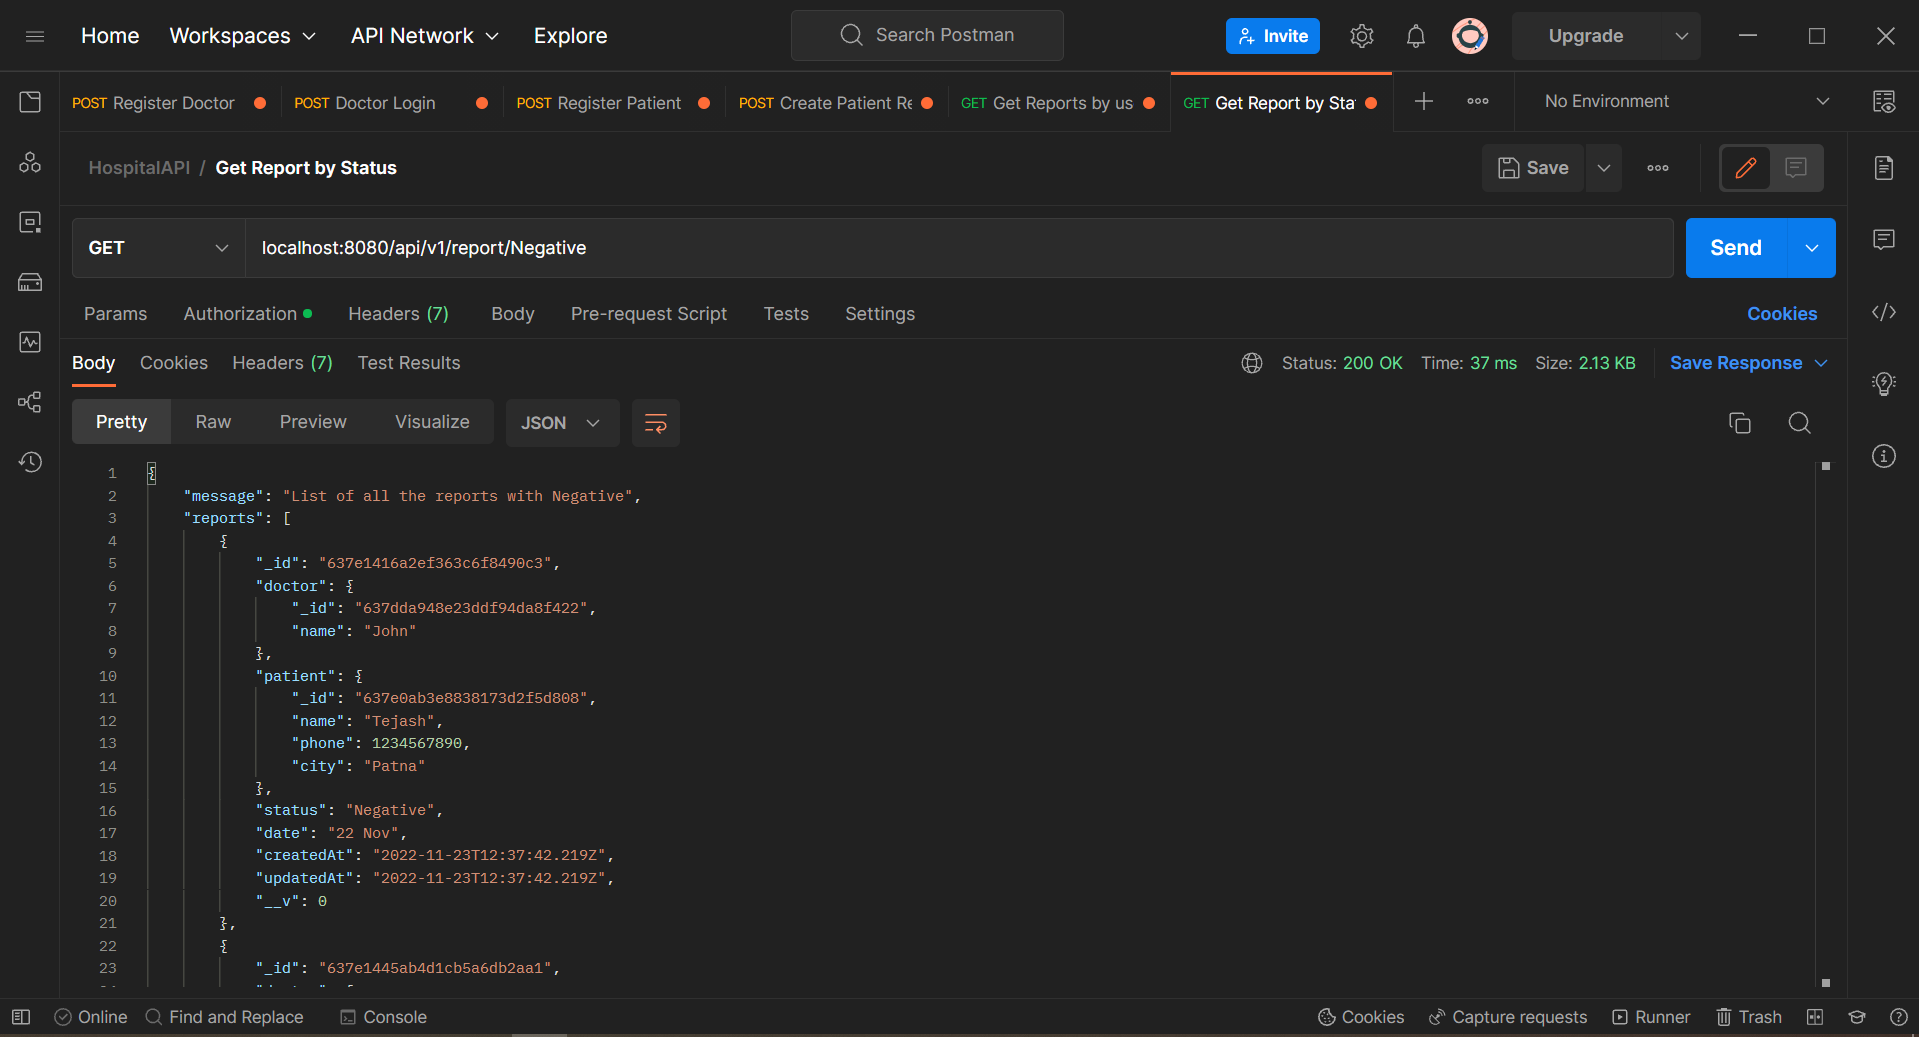 Home Workspaces API Network Explore Search Postman Invite Upgrade
POST Register Doctor POST Doctor Login POST Register Patient POST Create Patient Re GET Get Reports by us GET Get Report by Sta No Environment
HospitalAPI / Get Report by Status Save
GET localhost:8080/api/v1/report/Negative Send
Params Authorization Headers (7) Body Pre-request Script Tests Settings Cookies
Body Cookies Headers (7) Test Results Status: 200 OK Time: 37 ms Size: 2.13 KB Save Response
Pretty Raw Preview Visualize JSON
1 {
2 "message": "List of all the reports with Negative",
3 "reports": [
4 {
5 "_id": "637e1416a2ef363c6f8490c3",
6 "doctor": {
7 "_id": "637dda948e23ddf94da8f422",
8 "name": "John"
9 },
10 "patient": {
11 "_id": "637e0ab3e8838173d2f5d808",
12 "name": "Tejash",
13 "phone": 1234567890,
14 "city": "Patna"
15 },
16 "status": "Negative",
17 "date": "22 Nov",
18 "createdAt": "2022-11-23T12:37:42.219Z",
19 "updatedAt": "2022-11-23T12:37:42.219Z",
20 "__v": 0
21 },
22 {
23 "_id": "637e1445ab4d1cb5a6db2aa1",
Online Find and Replace Console Cookies Capture requests Runner Trash